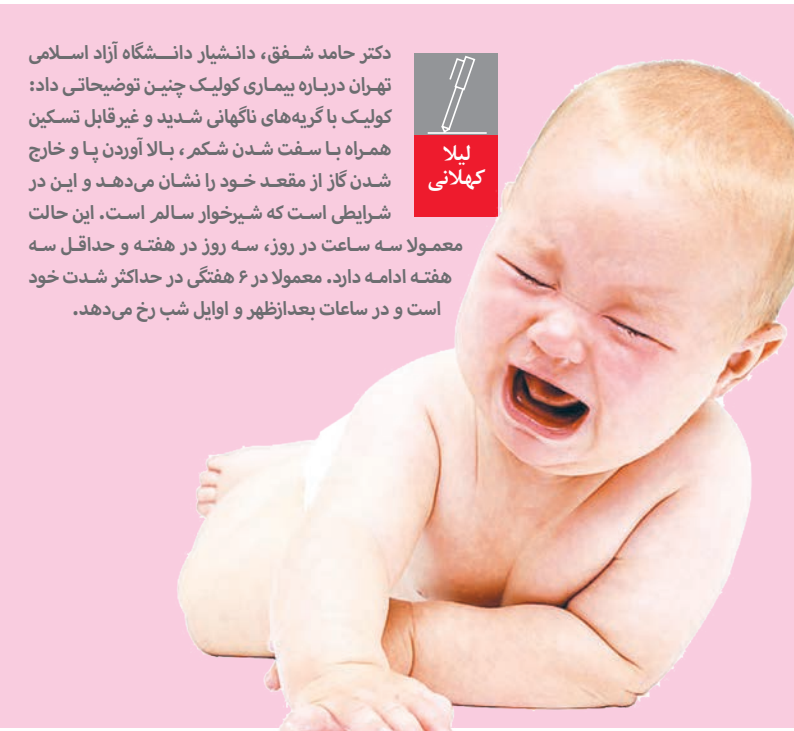 لیلا
کهلانی
دکتر حامد شفق، دانشیار دانشگاه آزاد اسلامی
تهران درباره بیماری کولیک چنین توضیحاتی داد:
کولیک با گریه‌های ناگهانی شدید و غیرقابل تسکین
همراه با سفت شدن شکم، بالا آوردن پا و خارج
شدن گاز از مقعد خود را نشان می‌دهد و این در
شرایطی است که شیرخوار سالم است. این حالت
معمولا سه ساعت در روز، سه روز در هفته و حداقل سه
هفته ادامه دارد. معمولا در ۶ هفتگی در حداکثر شدت خود
است و در ساعات بعدازظهر و اوایل شب رخ می‌دهد.